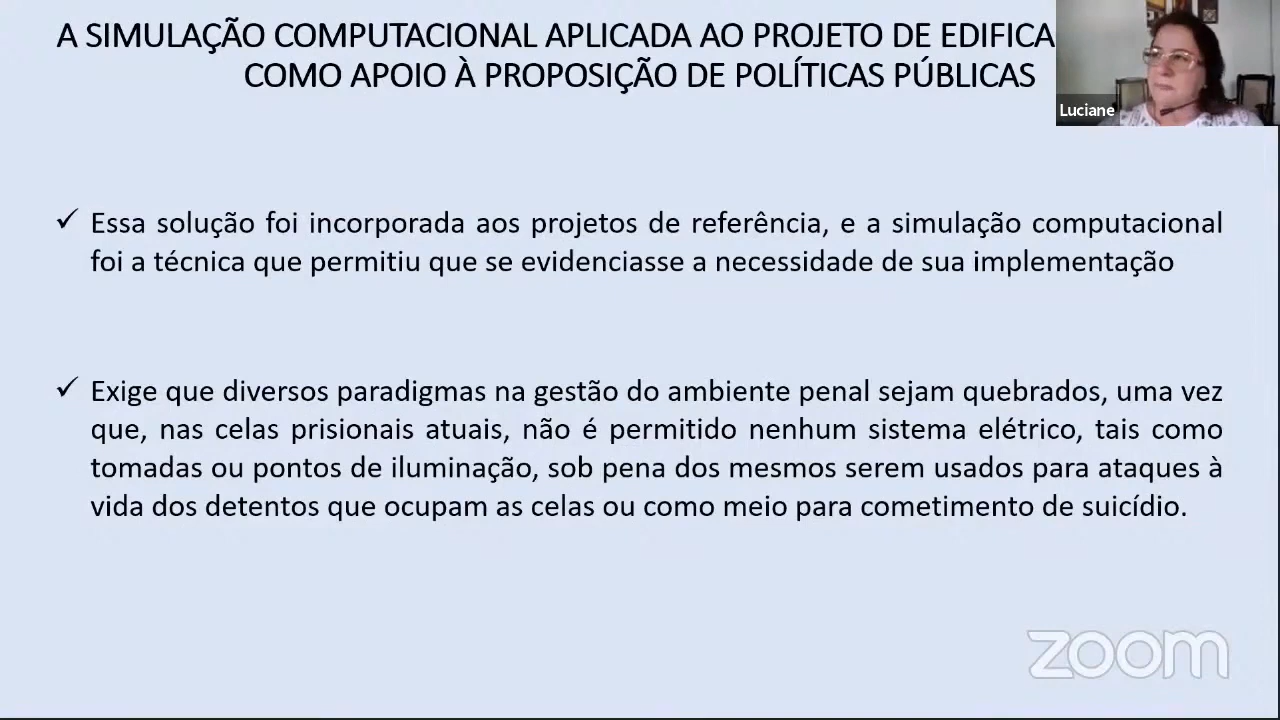 A SIMULAÇÃO COMPUTACIONAL APLICADA AO PROJETO DE EDIFICA
COMO APOIO À PROPOSIÇÃO DE POLÍTICAS PÚBLICAS
Luciane
✓ Essa solução foi incorporada aos projetos de referência, e a simulação computacional
foi a técnica que permitiu que se evidenciasse a necessidade de sua implementação
✓ Exige que diversos paradigmas na gestão do ambiente penal sejam quebrados, uma vez
que, nas celas prisionais atuais, não é permitido nenhum sistema elétrico, tais como
tomadas ou pontos de iluminação, sob pena dos mesmos serem usados para ataques à
vida dos detentos que ocupam as celas ou como meio para cometimento de suicídio.
zoom